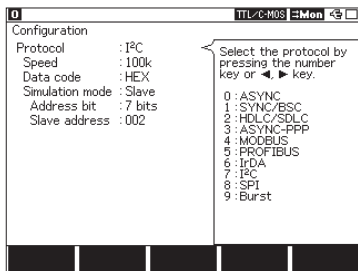 0 TTL/C-MOS Mon
Configuration
Protocol : I²C
Speed : 100k
Data code : HEX
Simulation mode : Slave
Address bit : 7 bits
Slave address : 002
Select the protocol by
pressing the number
key or ◄, ► key.
0 : ASYNC
1 : SYNC/BSC
2 : HDLC/SDLC
3 : ASYNC-PPP
4 : MODBUS
5 : PROFIBUS
6 : IrDA
7 : I²C
8 : SPI
9 : Burst